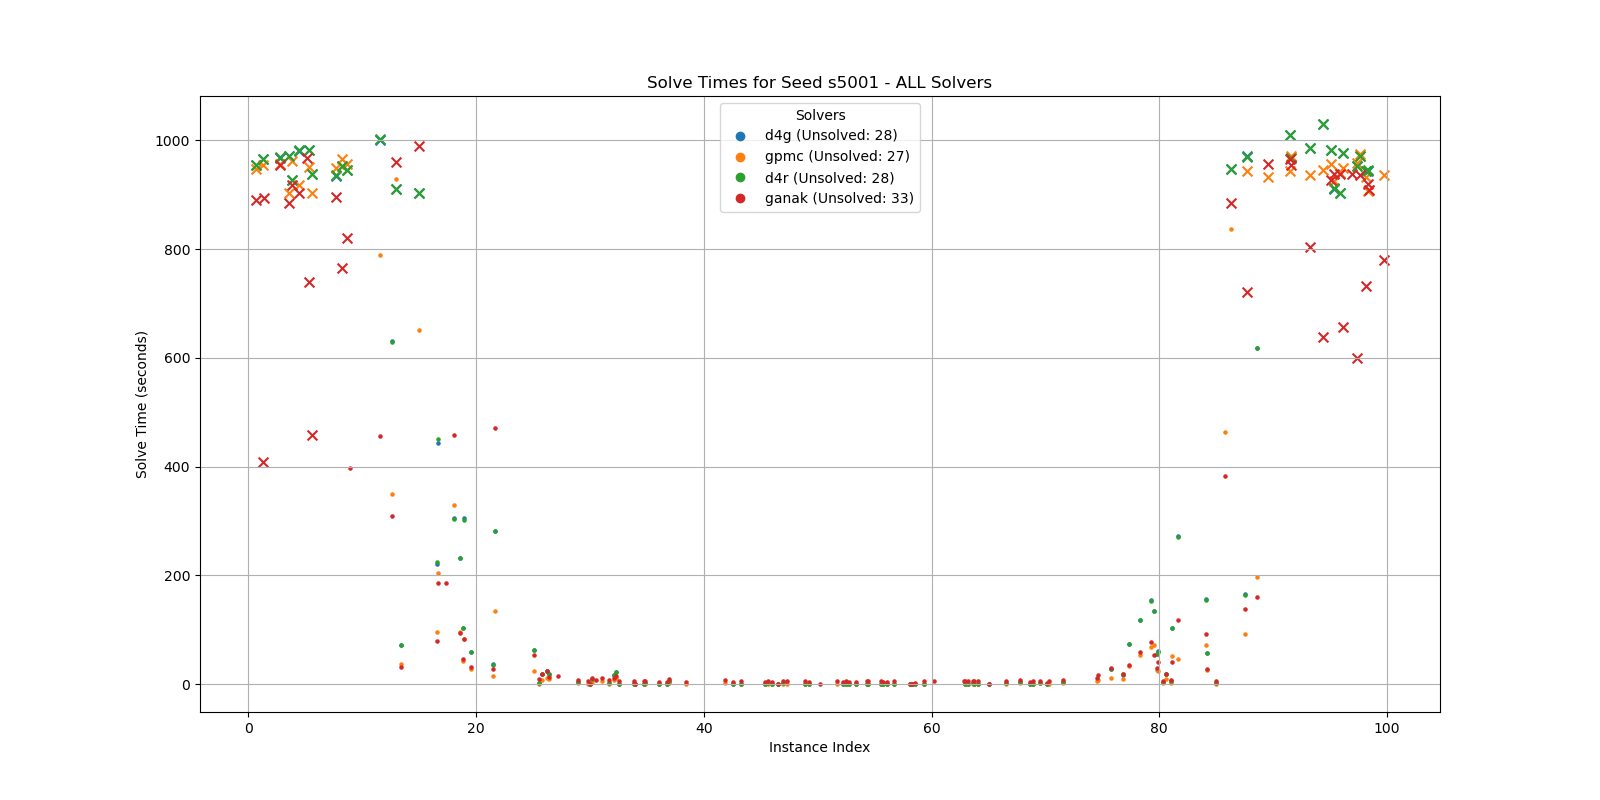 Solve Times for Seed s5001 - ALL Solvers
Solvers
d4g (Unsolved: 28)
gpmc (Unsolved: 27)
d4r (Unsolved: 28)
ganak (Unsolved: 33)
Solve Time (seconds)
1000
800
600
400
200
0
0 20 40 60 80 100
Instance Index